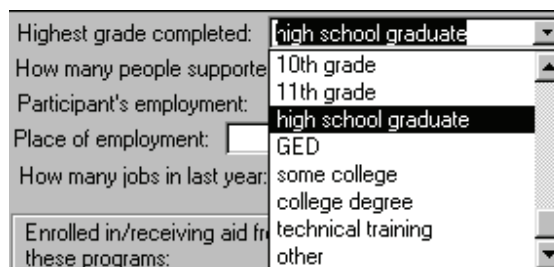 Highest grade completed: high school graduate
How many people supporte
10th grade
11th grade
Participant's employment:
high school graduate
Place of employment:
GED
How many jobs in last year:
some college
college degree
Enrolled in/receiving aid fr
technical training
these programs:
other